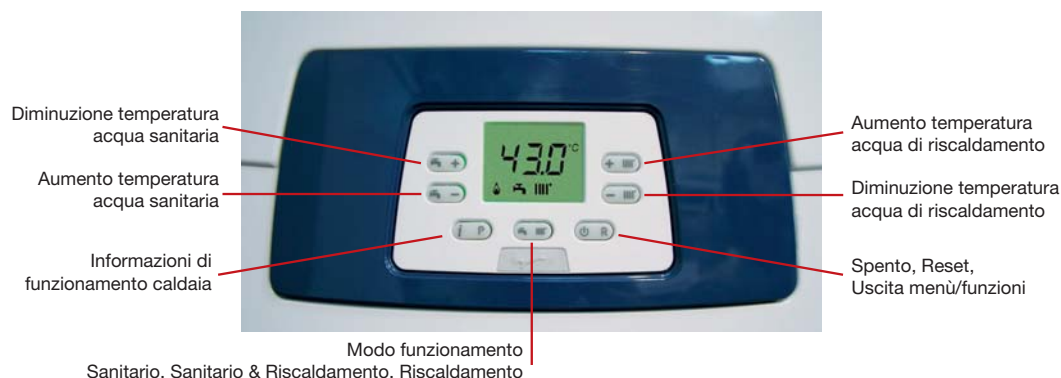 Diminuzione temperatura
acqua sanitaria
Aumento temperatura
acqua sanitaria
Informazioni di
funzionamento caldaia
Modo funzionamento
Sanitario, Sanitario & Riscaldamento, Riscaldamento
43.0 °C
+
-
i P
+
-
R
Aumento temperatura
acqua di riscaldamento
Diminuzione temperatura
acqua di riscaldamento
Spento, Reset,
Uscita menù/funzioni